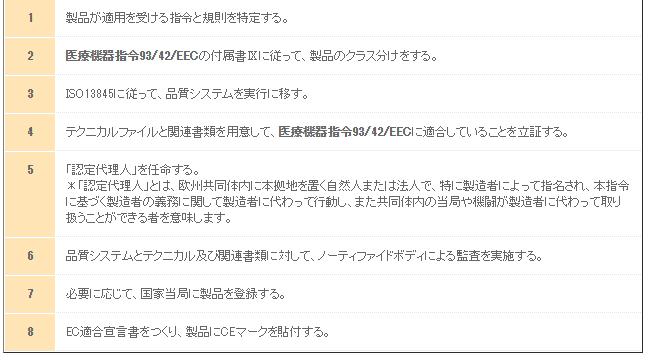 1 製品が適用を受ける指令と規則を特定する。
2 医療機器指令93/42/EECの付属書Ⅸに従って、製品のクラス分けをする。
3 ISO13845に従って、品質システムを実行に移す。
4 テクニカルファイルと関連書類を用意して、医療機器指令93/42/EECに適合していることを立証する。
5 「認定代理人」を任命する。
＊「認定代理人」とは、欧州共同体内に本拠地を置く自然人または法人で、特に製造者によって指名され、本指令
に基づく製造者の義務に関して製造者に代わって行動し、また共同体内の当局や機関が製造者に代わって取り
扱うことができる者を意味します。
6 品質システムとテクニカル及び関連書類に対して、ノーティファイドボディによる監査を実施する。
7 必要に応じて、国家当局に製品を登録する。
8 EC適合宣言書をつくり、製品にCEマークを貼付する。